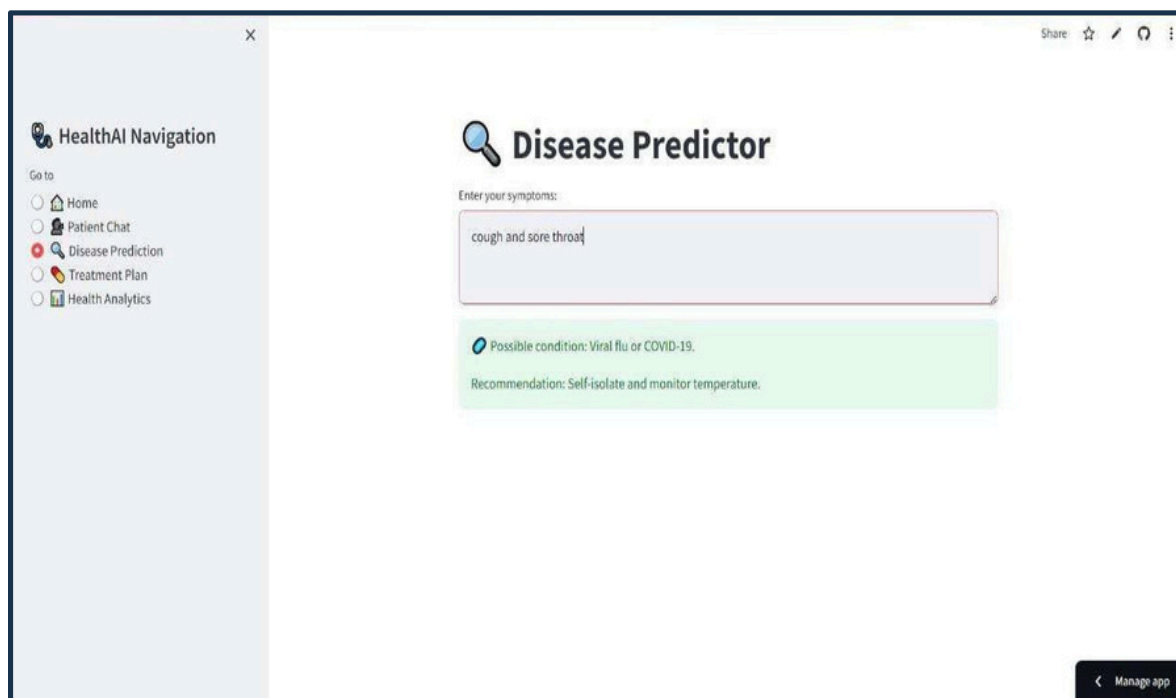 Share
HealthAI Navigation
Go to
Home
Patient Chat
Disease Prediction
Treatment Plan
Health Analytics
Disease Predictor
Enter your symptoms:
cough and sore throat
Possible condition: Viral flu or COVID-19.
Recommendation: Self-isolate and monitor temperature.
Manage app